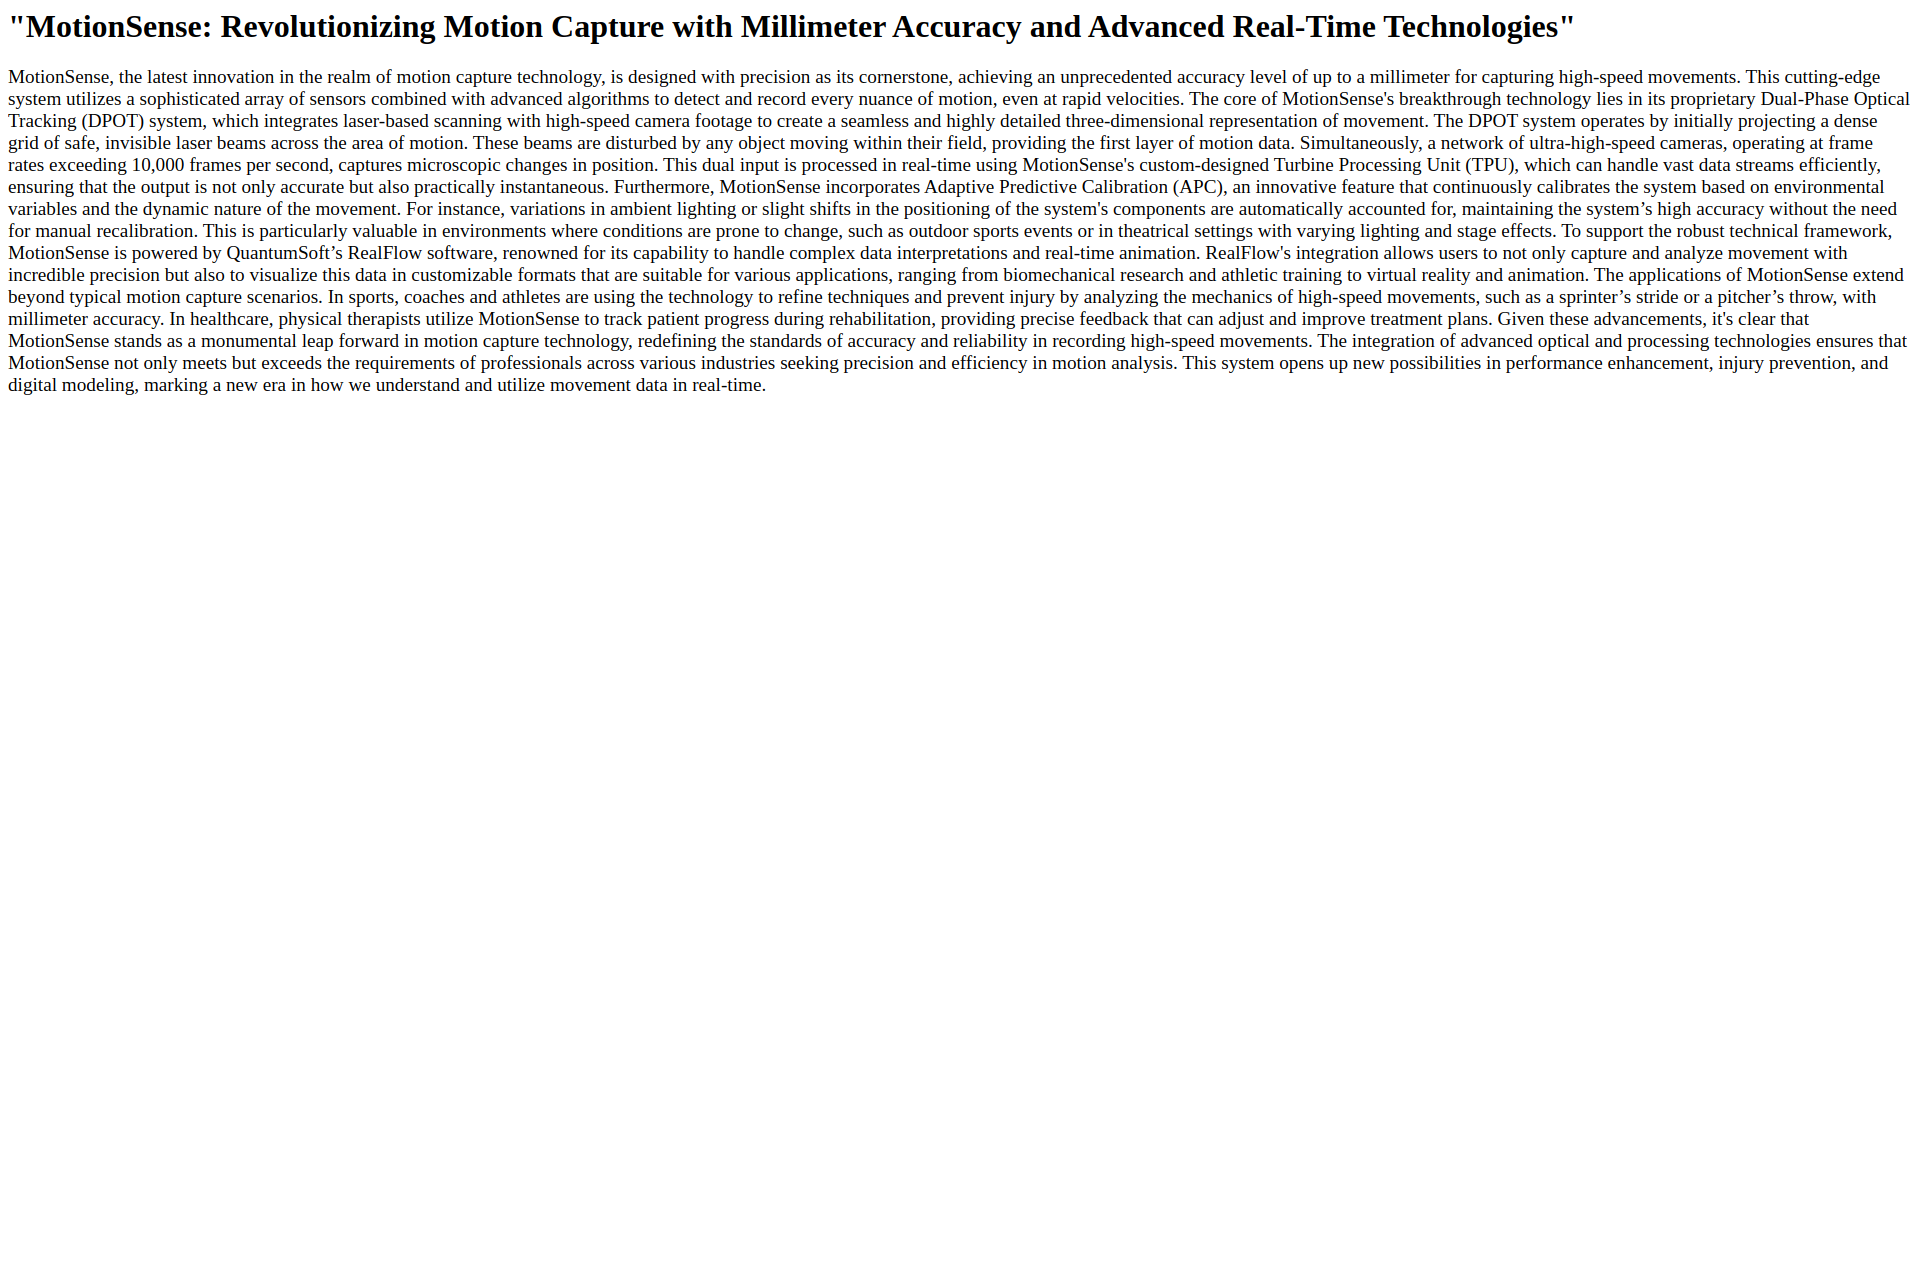 "MotionSense: Revolutionizing Motion Capture with Millimeter Accuracy and Advanced Real-Time Technologies"
MotionSense, the latest innovation in the realm of motion capture technology, is designed with precision as its cornerstone, achieving an unprecedented accuracy level of up to a millimeter for capturing high-speed movements. This cutting-edge
system utilizes a sophisticated array of sensors combined with advanced algorithms to detect and record every nuance of motion, even at rapid velocities. The core of MotionSense's breakthrough technology lies in its proprietary Dual-Phase Optical
Tracking (DPOT) system, which integrates laser-based scanning with high-speed camera footage to create a seamless and highly detailed three-dimensional representation of movement. The DPOT system operates by initially projecting a dense
grid of safe, invisible laser beams across the area of motion. These beams are disturbed by any object moving within their field, providing the first layer of motion data. Simultaneously, a network of ultra-high-speed cameras, operating at frame
rates exceeding 10,000 frames per second, captures microscopic changes in position. This dual input is processed in real-time using MotionSense's custom-designed Turbine Processing Unit (TPU), which can handle vast data streams efficiently,
ensuring that the output is not only accurate but also practically instantaneous. Furthermore, MotionSense incorporates Adaptive Predictive Calibration (APC), an innovative feature that continuously calibrates the system based on environmental
variables and the dynamic nature of the movement. For instance, variations in ambient lighting or slight shifts in the positioning of the system's components are automatically accounted for, maintaining the system’s high accuracy without the need
for manual recalibration. This is particularly valuable in environments where conditions are prone to change, such as outdoor sports events or in theatrical settings with varying lighting and stage effects. To support the robust technical framework,
MotionSense is powered by QuantumSoft’s RealFlow software, renowned for its capability to handle complex data interpretations and real-time animation. RealFlow's integration allows users to not only capture and analyze movement with
incredible precision but also to visualize this data in customizable formats that are suitable for various applications, ranging from biomechanical research and athletic training to virtual reality and animation. The applications of MotionSense extend
beyond typical motion capture scenarios. In sports, coaches and athletes are using the technology to refine techniques and prevent injury by analyzing the mechanics of high-speed movements, such as a sprinter’s stride or a pitcher’s throw, with
millimeter accuracy. In healthcare, physical therapists utilize MotionSense to track patient progress during rehabilitation, providing precise feedback that can adjust and improve treatment plans. Given these advancements, it's clear that
MotionSense stands as a monumental leap forward in motion capture technology, redefining the standards of accuracy and reliability in recording high-speed movements. The integration of advanced optical and processing technologies ensures that
MotionSense not only meets but exceeds the requirements of professionals across various industries seeking precision and efficiency in motion analysis. This system opens up new possibilities in performance enhancement, injury prevention, and
digital modeling, marking a new era in how we understand and utilize movement data in real-time.